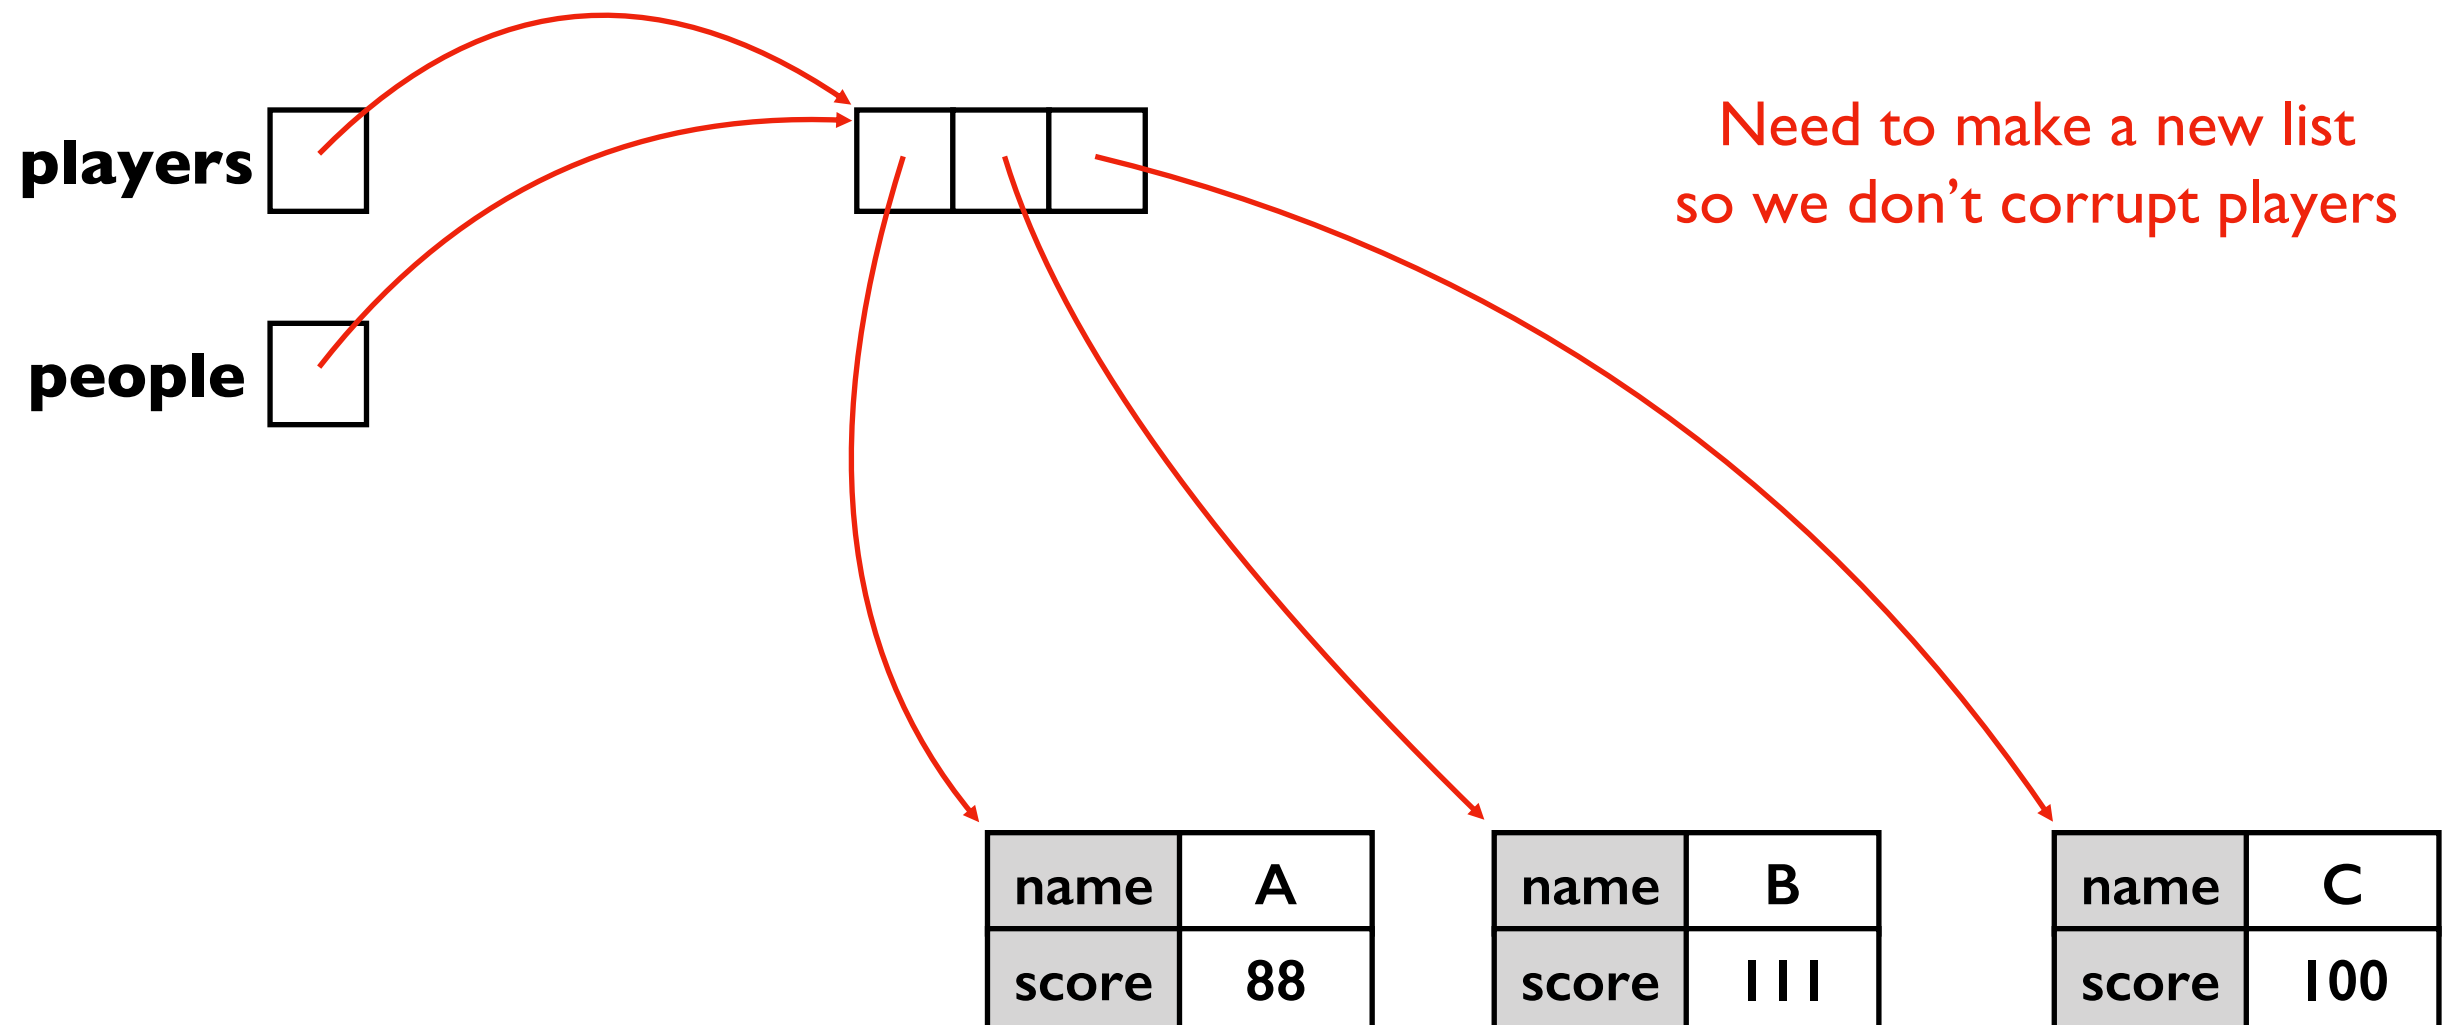 players
people
Need to make a new list
so we don’t corrupt players
name A
score 88
name B
score 111
name C
score 100